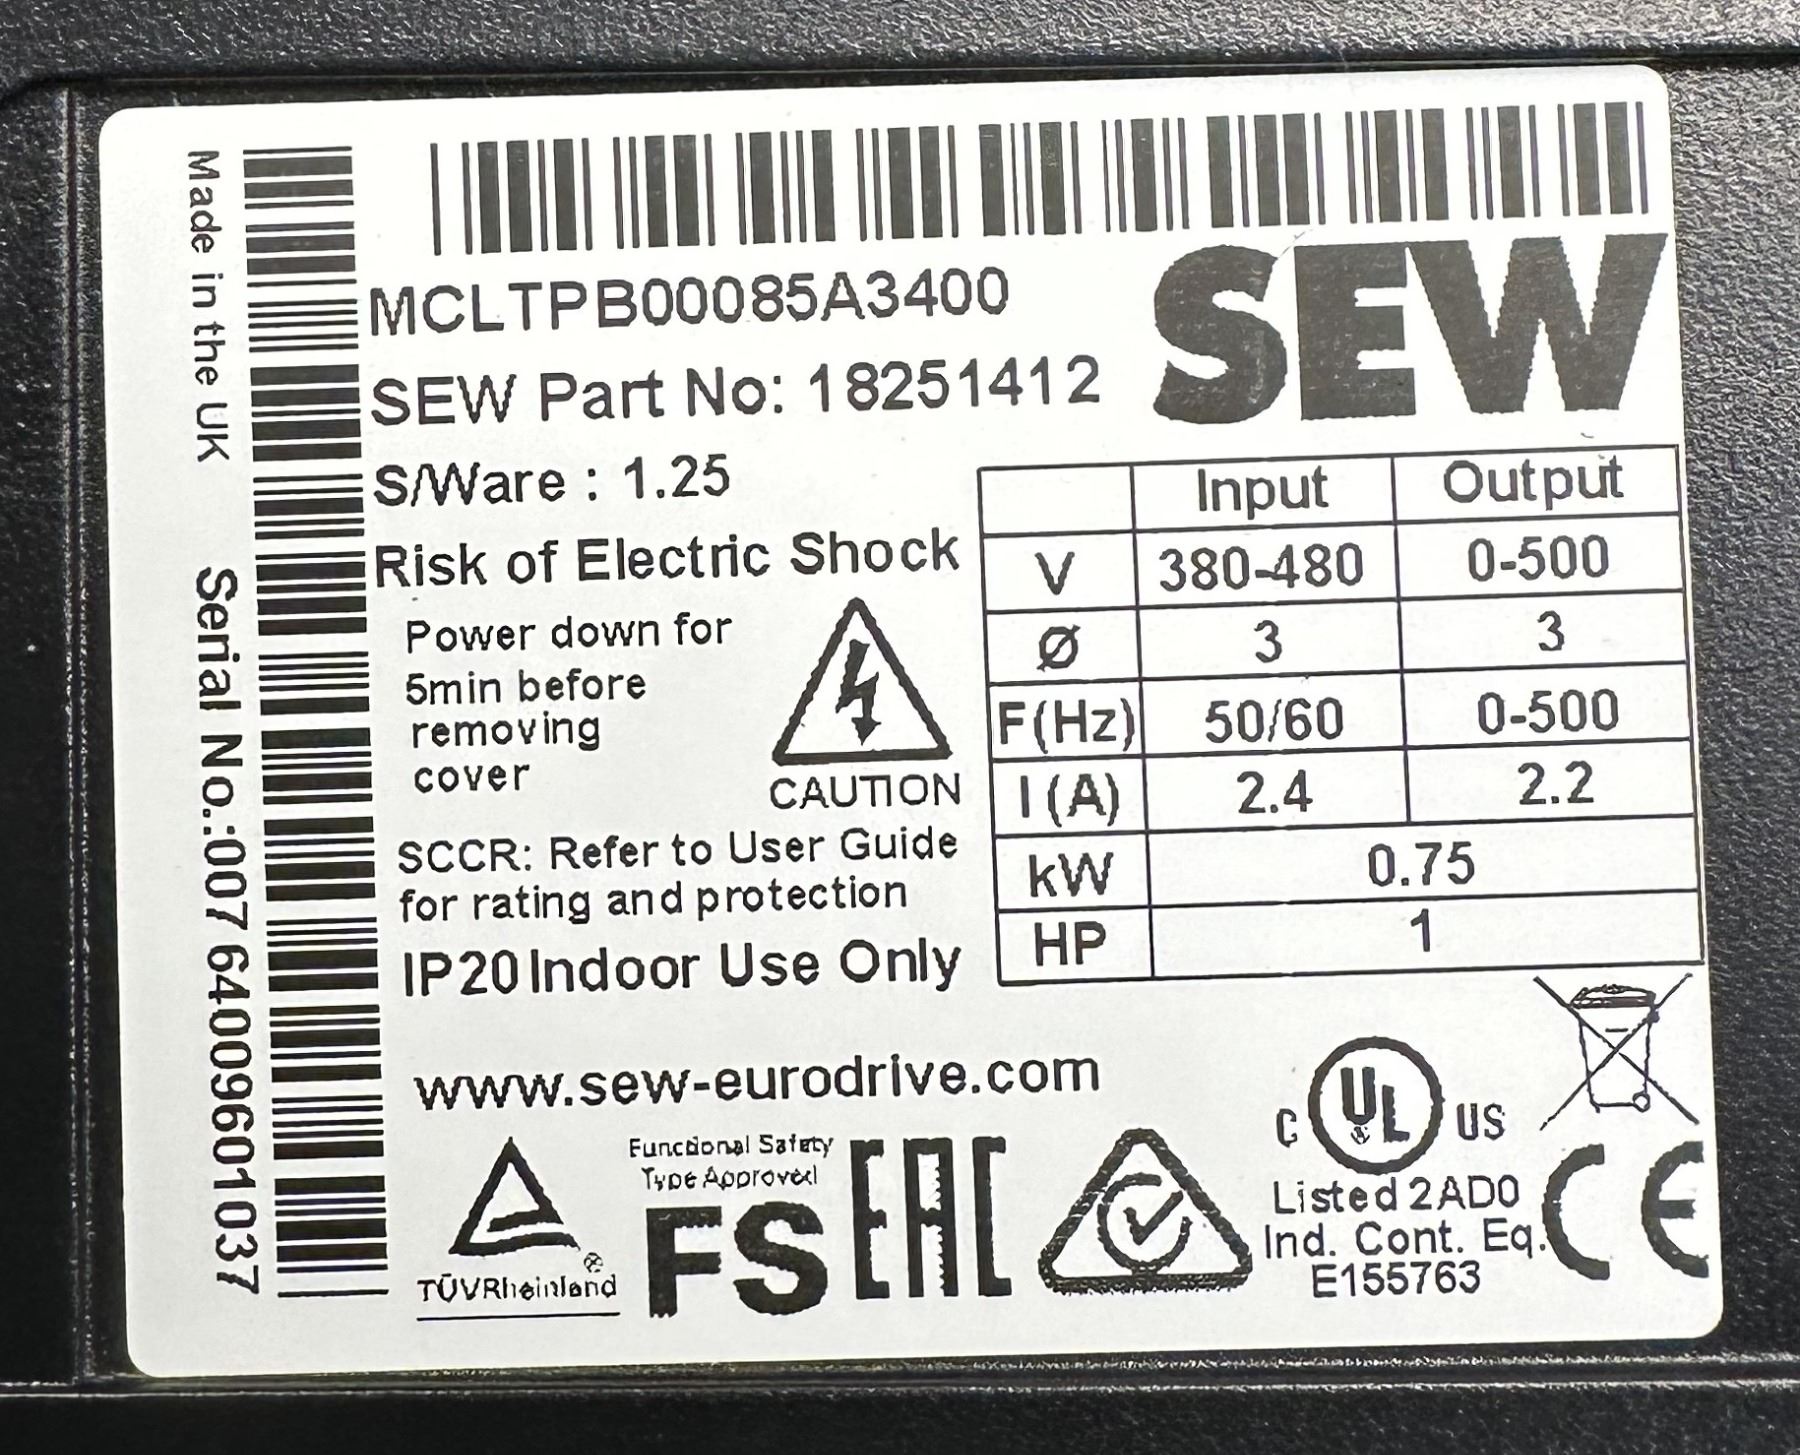 Made in the UK
Serial No.:00764009601037
MCLTPB00085A3400
SEW
SEW Part No: 18251412
S/Ware : 1.25
Input Output
V 380-480 0-500
Ø 3 3
F(Hz) 50/60 0-500
I (A) 2.4 2.2
kW 0.75
HP 1
Risk of Electric Shock
Power down for
5min before
removing
cover
CAUTION
SCCR: Refer to User Guide
for rating and protection
IP20 Indoor Use Only
www.sew-eurodrive.com
TÜVRheinland
®
Functional Safety
Type Approved
FS
EAC
C UL US
Listed 2AD0
Ind. Cont. Eq.
E155763
CE